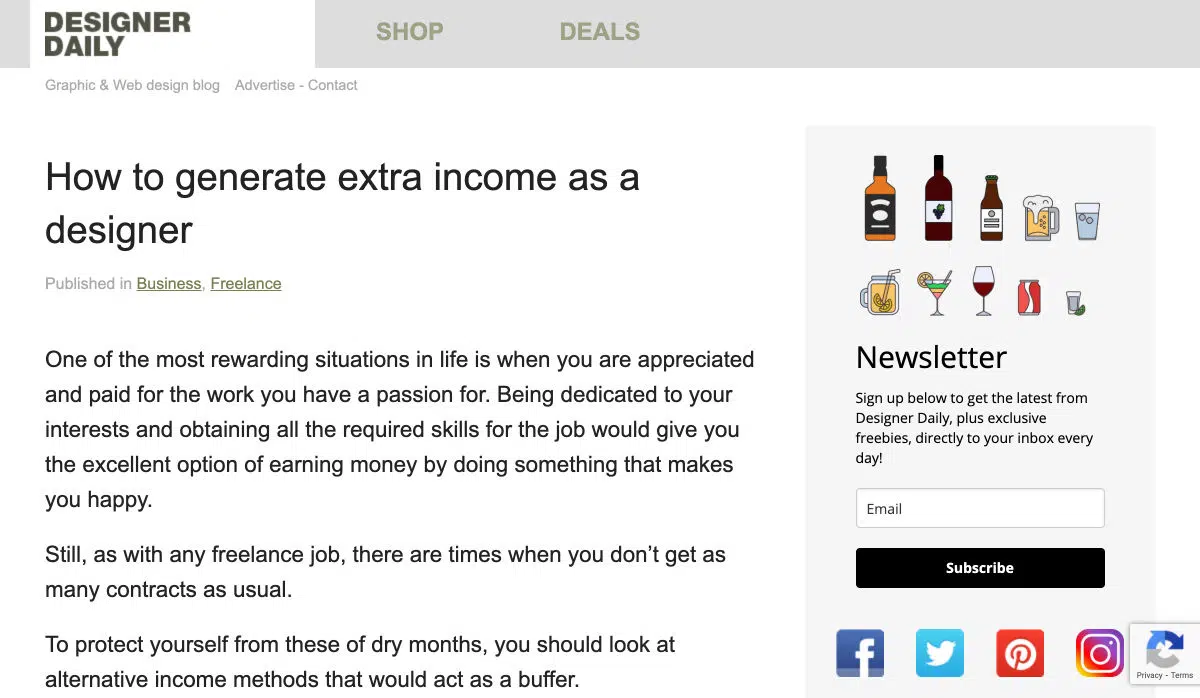 DESIGNER
DAILY
SHOP DEALS
Graphic & Web design blog Advertise - Contact
How to generate extra income as a
designer
Published in Business, Freelance
One of the most rewarding situations in life is when you are appreciated
and paid for the work you have a passion for. Being dedicated to your
interests and obtaining all the required skills for the job would give you
the excellent option of earning money by doing something that makes
you happy.
Still, as with any freelance job, there are times when you don’t get as
many contracts as usual.
To protect yourself from these of dry months, you should look at
alternative income methods that would act as a buffer.
Newsletter
Sign up below to get the latest from
Designer Daily, plus exclusive
freebies, directly to your inbox every
day!
Email
Subscribe
Privacy - Terms